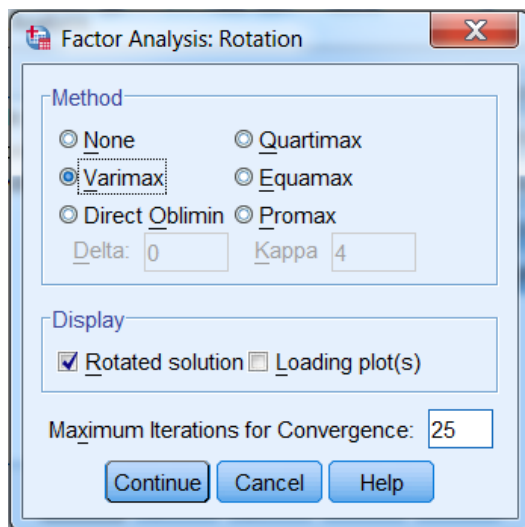 Factor Analysis: Rotation
X
Method
None Quartimax
Varimax Equamax
Direct Oblimin Promax
Delta: 0 Kappa 4
Display
Rotated solution Loading plot(s)
Maximum Iterations for Convergence: 25
Continue Cancel Help